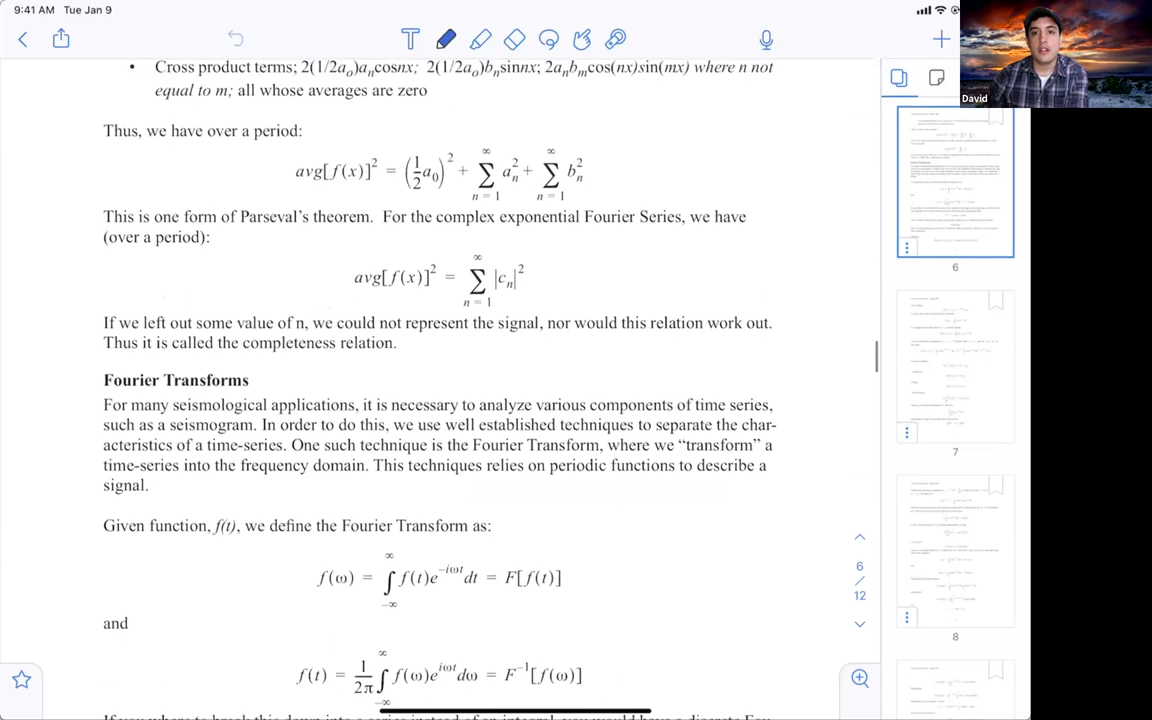 9:41 AM Tue Jan 9
David
• Cross product terms; 2(1/2aₒ)aₙcosnx; 2(1/2aₒ)bₙsinnx; 2aₙbₘcos(nx)sin(mx) where n not
equal to m; all whose averages are zero
Thus, we have over a period:
avg[f(x)]² = (½a₀)² + ∑_{n = 1}^{∞} aₙ² + ∑_{n = 1}^{∞} bₙ²
This is one form of Parseval’s theorem. For the complex exponential Fourier Series, we have
(over a period):
avg[f(x)]² = ∑_{n = 1}^{∞} |cₙ|²
If we left out some value of n, we could not represent the signal, nor would this relation work out.
Thus it is called the completeness relation.
Fourier Transforms
For many seismological applications, it is necessary to analyze various components of time series,
such as a seismogram. In order to do this, we use well established techniques to separate the char-
acteristics of a time-series. One such technique is the Fourier Transform, where we “transform” a
time-series into the frequency domain. This techniques relies on periodic functions to describe a
signal.
Given function, f(t), we define the Fourier Transform as:
f(ω) = ∫_{−∞}^{∞} f(t)e^{−iωt}dt = F[f(t)]
and
f(t) = 1/2π ∫_{−∞}^{∞} f(ω)e^{iωt}dω = F⁻¹[f(ω)]
6
/
12
6
7
8